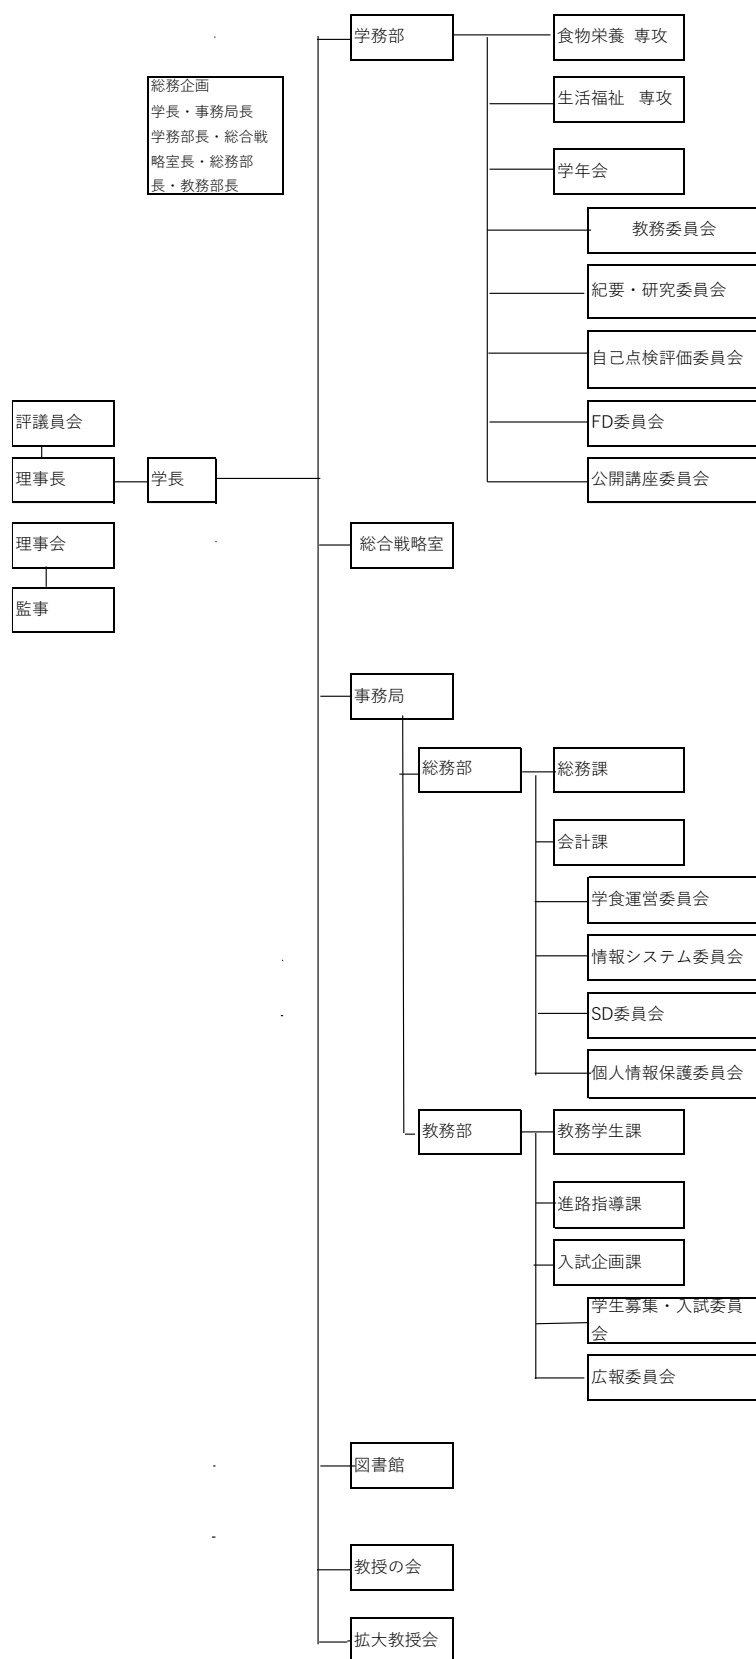 学務部
食物栄養 専攻
総務企画
学長・事務局長
学務部長・総合戦
略室長・総務部
長・教務部長
生活福祉 専攻
学年会
教務委員会
紀要・研究委員会
自己点検評価委員会
評議員会
FD委員会
理事長
学長
公開講座委員会
理事会
総合戦略室
監事
事務局
総務部
総務課
会計課
学食運営委員会
情報システム委員会
SD委員会
個人情報保護委員会
教務部
教務学生課
進路指導課
入試企画課
学生募集・入試委員
会
広報委員会
図書館
教授の会
拡大教授会